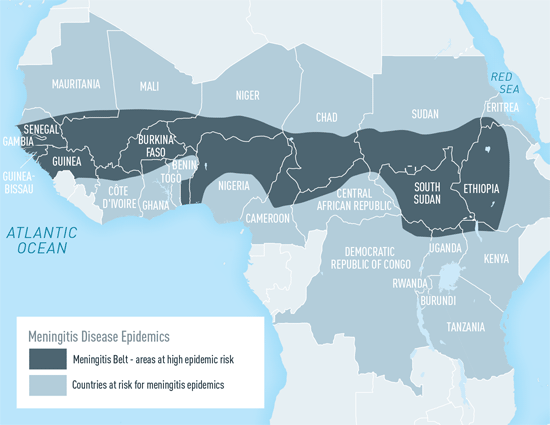 RED
SEA
MAURITANIA
MALI
NIGER
CHAD
SUDAN
ERITREA
SENEGAL
GAMBIA
GUINEA-
BISSAU
GUINEA
BURKINA
FASO
BENIN
TOGO
CÔTE
D'IVOIRE
GHANA
NIGERIA
CAMEROON
CENTRAL
AFRICAN REPUBLIC
SOUTH
SUDAN
ETHIOPIA
ATLANTIC
OCEAN
DEMOCRATIC
REPUBLIC OF CONGO
UGANDA
KENYA
RWANDA
BURUNDI
TANZANIA
Meningitis Disease Epidemics
Meningitis Belt - areas at high epidemic risk
Countries at risk for meningitis epidemics